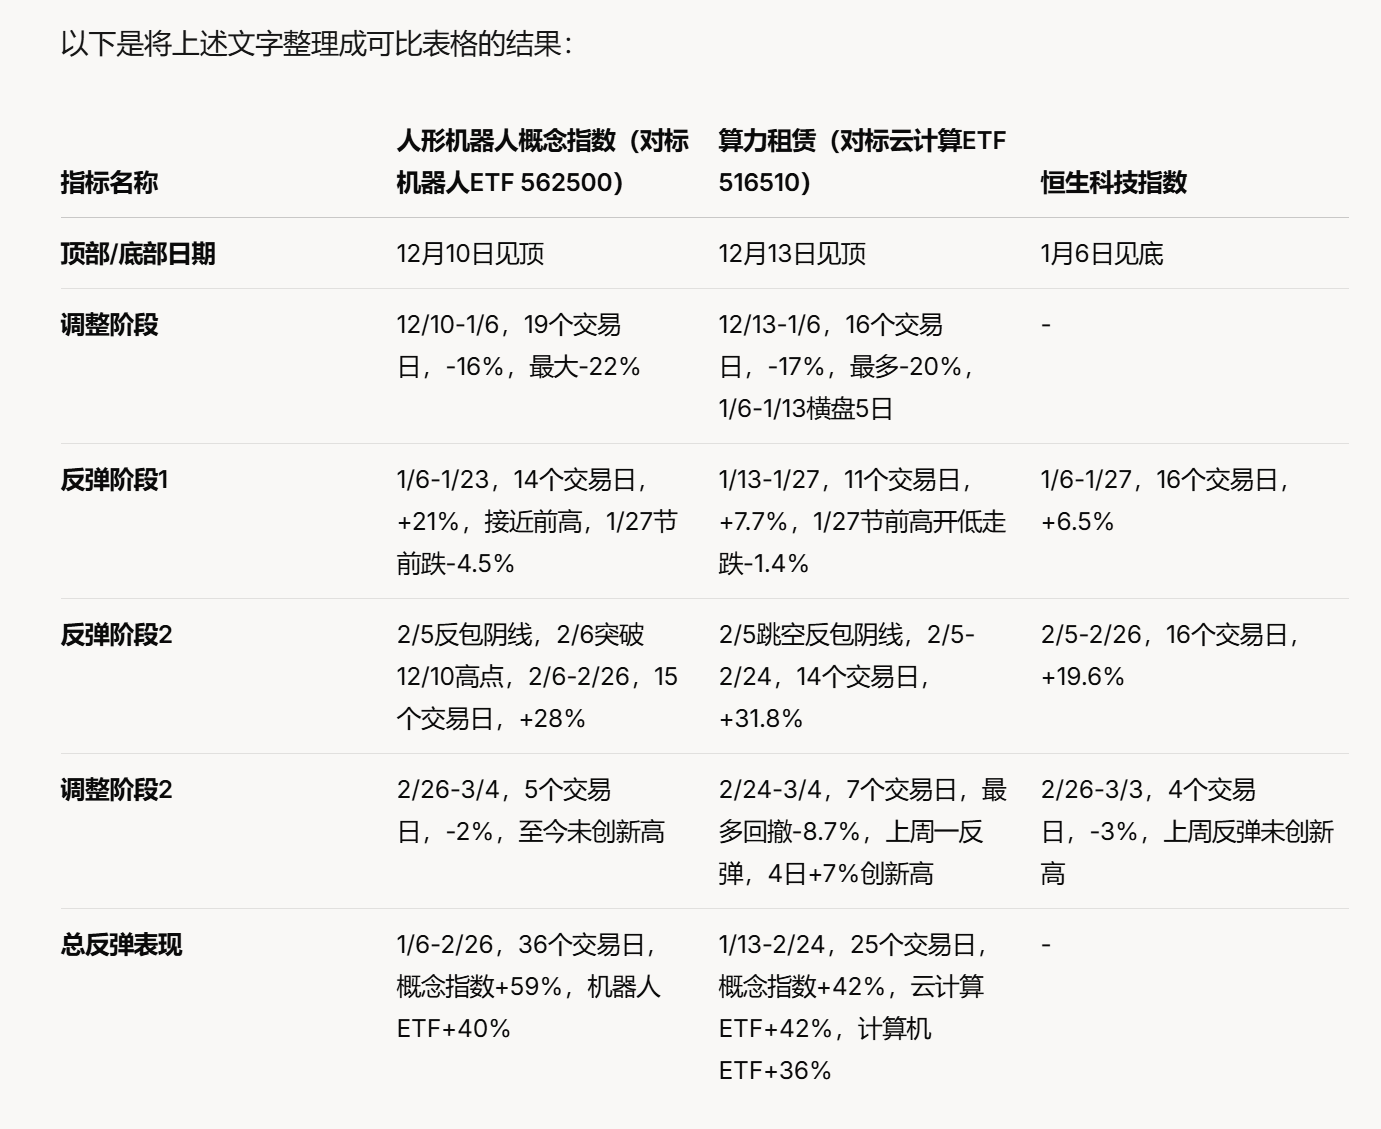 以下是将上述文字整理成可比表格的结果：
指标名称
人形机器人概念指数（对标
机器人ETF 562500）
算力租赁（对标云计算ETF
516510）
恒生科技指数
顶部/底部日期
12月10日见顶
12月13日见顶
1月6日见底
调整阶段
12/10-1/6，19个交易
日，-16%，最大-22%
12/13-1/6，16个交易
日，-17%，最多-20%，
1/6-1/13横盘5日
-
反弹阶段1
1/6-1/23，14个交易日，
+21%，接近前高，1/27节
前跌-4.5%
1/13-1/27，11个交易日，
+7.7%，1/27节前高开低走
跌-1.4%
1/6-1/27，16个交易日，
+6.5%
反弹阶段2
2/5反包阴线，2/6突破
12/10高点，2/6-2/26，15
个交易日，+28%
2/5跳空反包阴线，2/5-
2/24，14个交易日，
+31.8%
2/5-2/26，16个交易日，
+19.6%
调整阶段2
2/26-3/4，5个交易
日，-2%，至今未创新高
2/24-3/4，7个交易日，最
多回撤-8.7%，上周一反
弹，4日+7%创新高
2/26-3/3，4个交易
日，-3%，上周反弹未创新
高
总反弹表现
1/6-2/26，36个交易日，
概念指数+59%，机器人
ETF+40%
1/13-2/24，25个交易日，
概念指数+42%，云计算
ETF+42%，计算机
ETF+36%
-